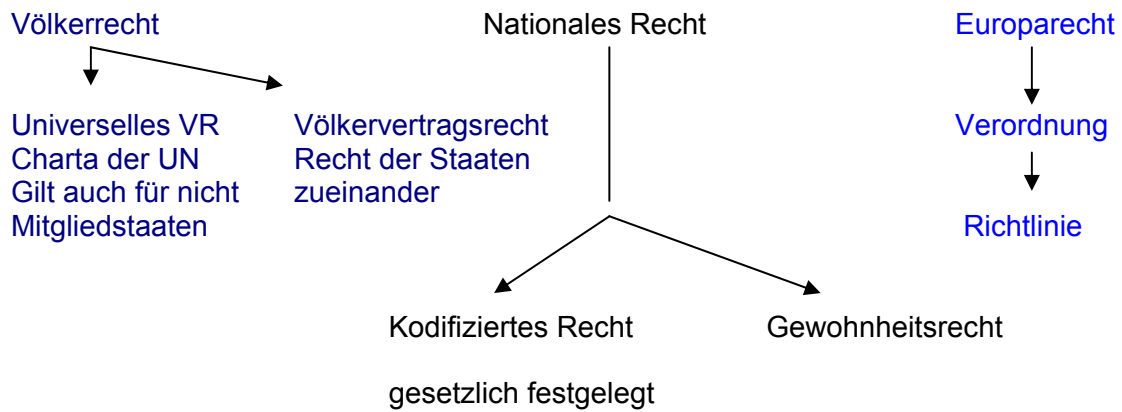 Völkerrecht
Nationales Recht
Europarecht
Universelles VR
Charta der UN
Gilt auch für nicht
Mitgliedstaaten
Völkervertragsrecht
Recht der Staaten
zueinander
Verordnung
Richtlinie
Kodifiziertes Recht
Gewohnheitsrecht
gesetzlich festgelegt